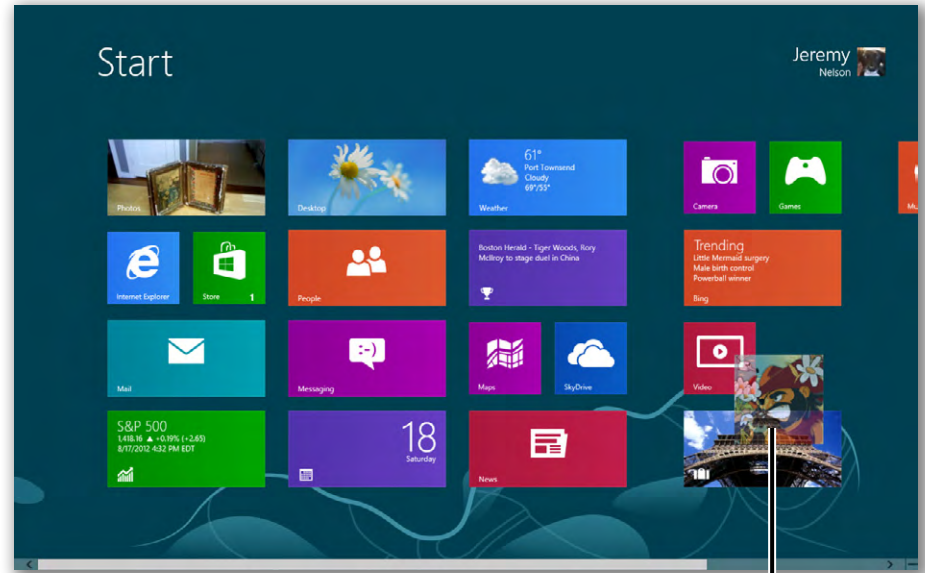 Start
Jeremy
Nelson
Photos
Desktop
61°
Port Townsend
Cloudy
69°/55°
Weather
Camera
Games
Internet Explorer
Store
1
People
Boston Herald - Tiger Woods, Rory
McIlroy to stage duel in China
Trending
Little Mermaid surgery
Male birth control
Powerball winner
Bing
Mail
:-)
Messaging
Maps
SkyDrive
Video
S&P 500
1,418.16 ▲ +0.19% (+2.65)
8/17/2012 4:32 PM EDT
18
Saturday
News